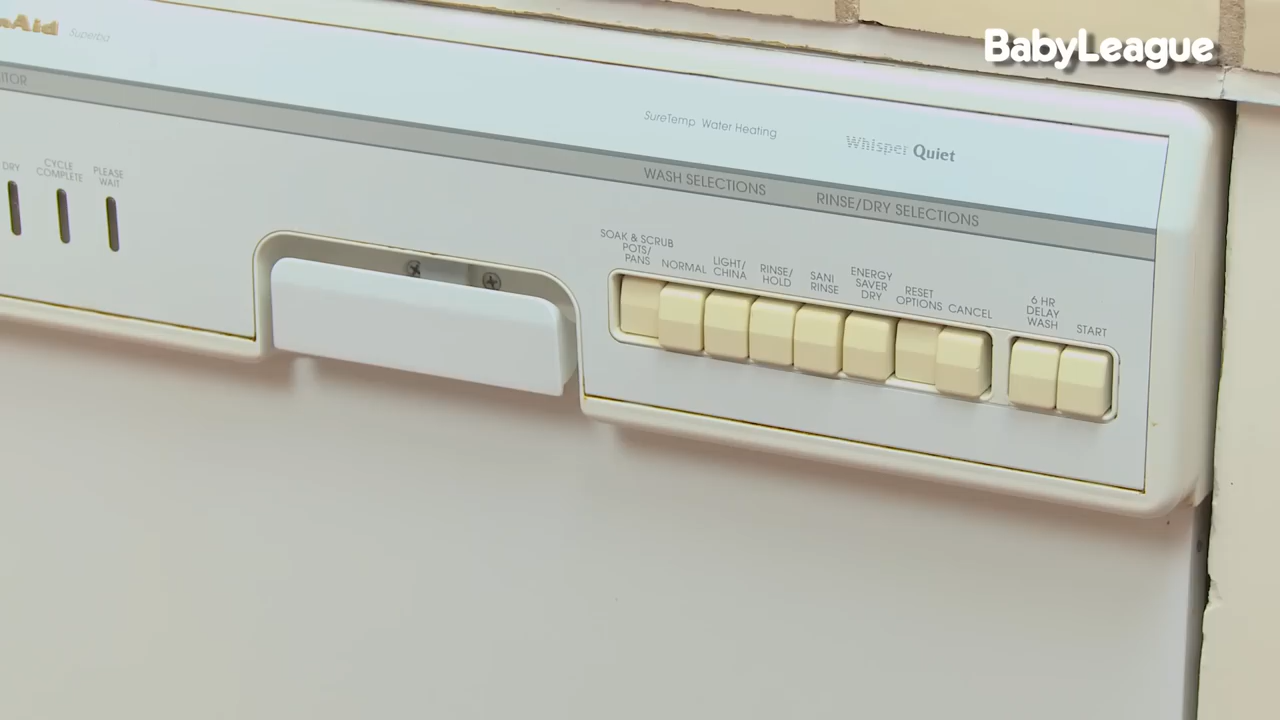 BabyLeague
Aid Superba
SureTemp Water Heating
Whisper Quiet
ITOR
WASH SELECTIONS
RINSE/DRY SELECTIONS
DRY
CYCLE
COMPLETE
PLEASE
WAIT
SOAK & SCRUB
POTS/
PANS
NORMAL
LIGHT/
CHINA
RINSE/
HOLD
SANI
RINSE
ENERGY
SAVER
DRY
RESET
OPTIONS
CANCEL
6 HR
DELAY
WASH
START